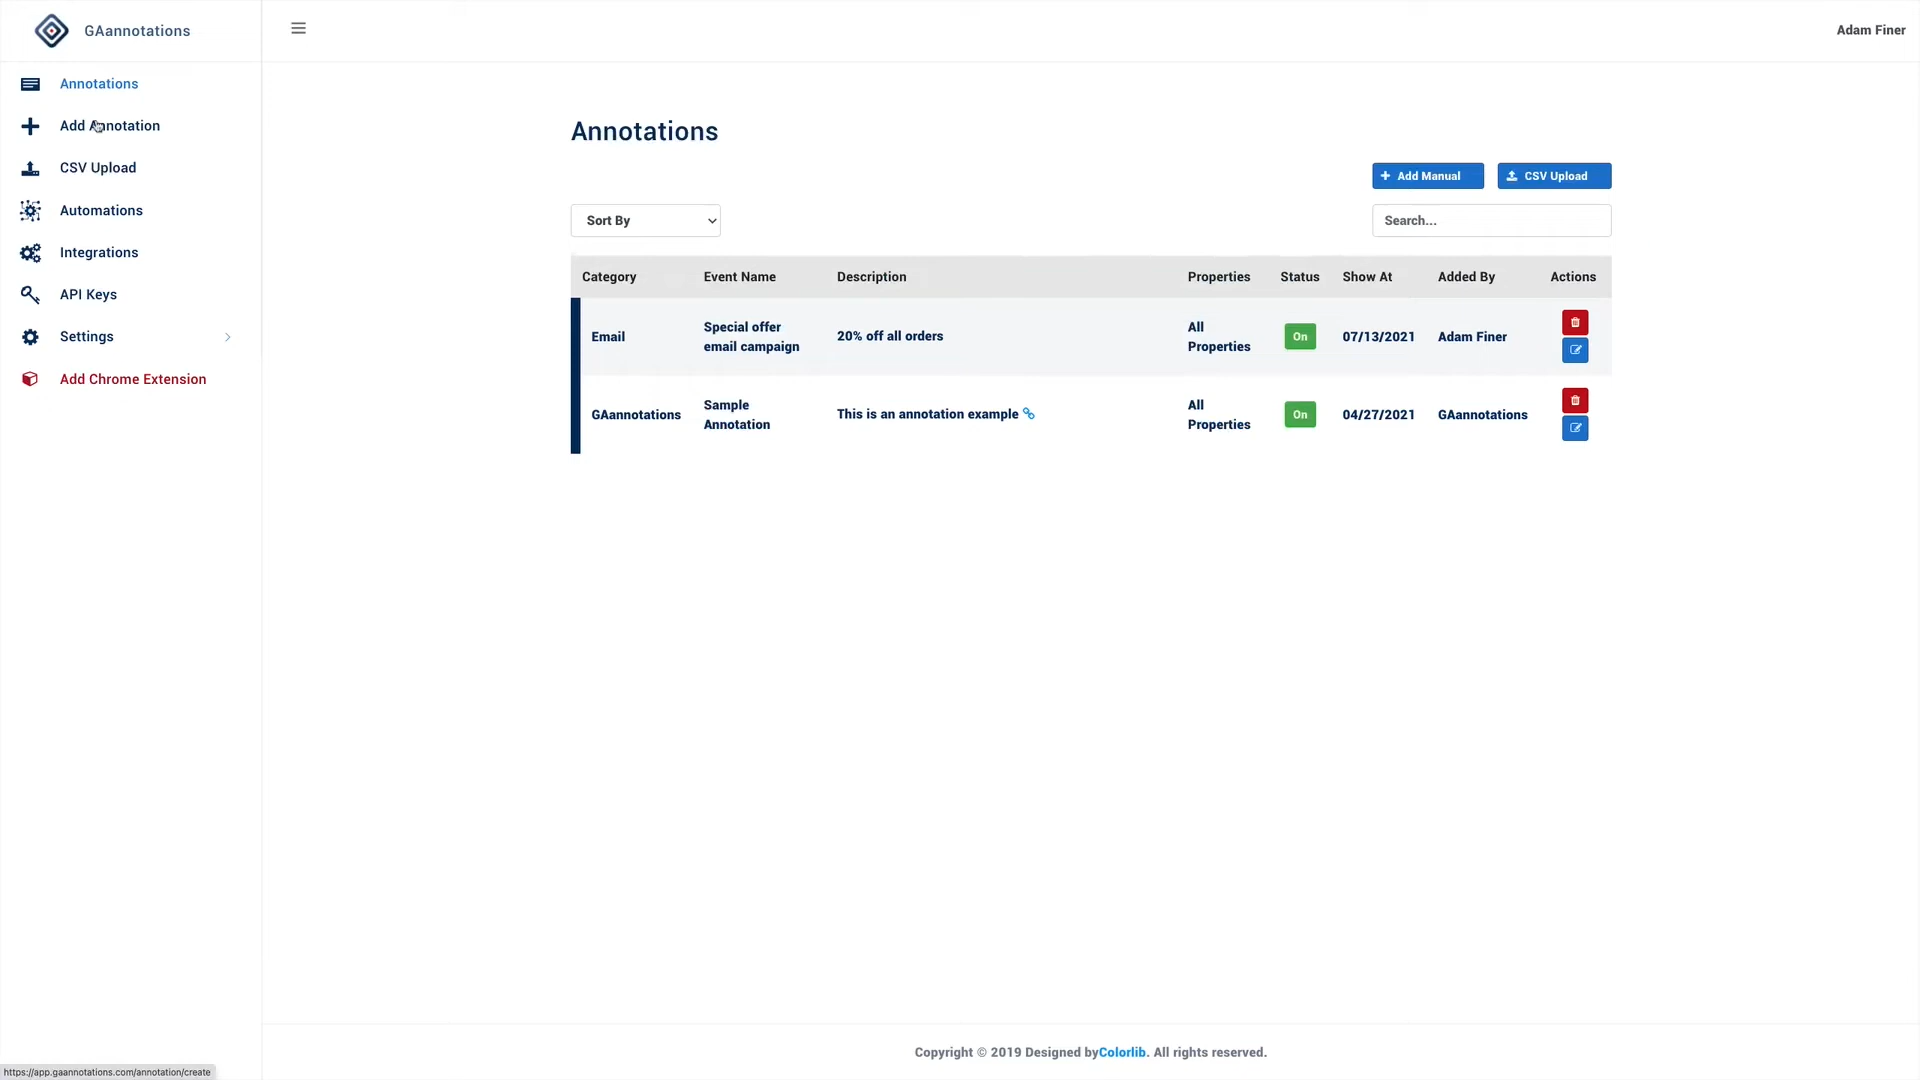 GAannotations
Adam Finer
Annotations
Add Annotation
CSV Upload
Automations
Integrations
API Keys
Settings
Add Chrome Extension
Annotations
Add Manual
CSV Upload
Sort By
Search...
Category Event Name Description Properties Status Show At Added By Actions
Email Special offer email campaign 20% off all orders All Properties On 07/13/2021 Adam Finer
GAannotations Sample Annotation This is an annotation example All Properties On 04/27/2021 GAannotations
Copyright © 2019 Designed byColorlib. All rights reserved.
https://app.gaannotations.com/annotation/create